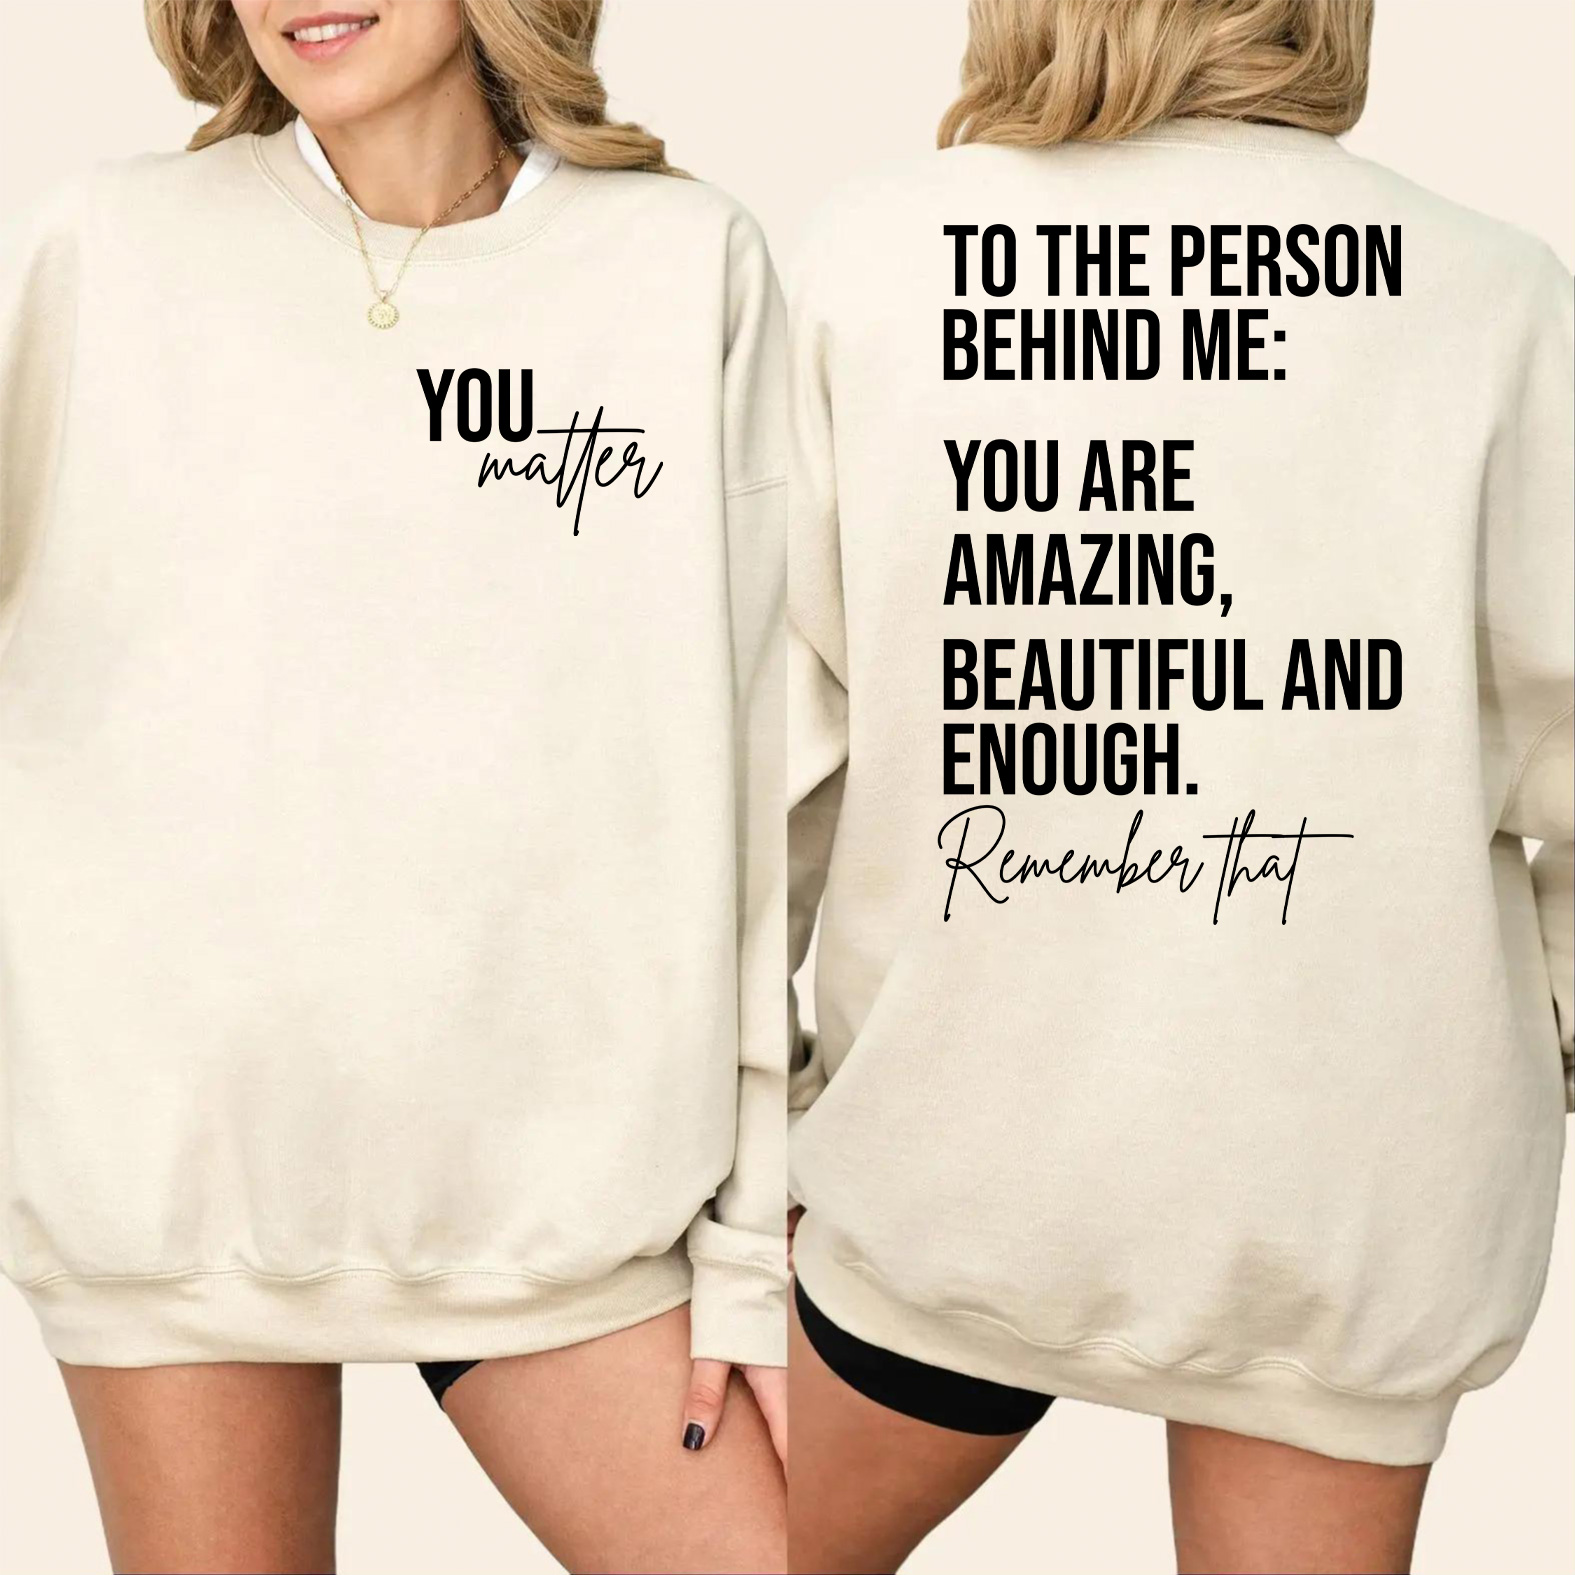 YOU
matter
TO THE PERSON
BEHIND ME:
YOU ARE
AMAZING,
BEAUTIFUL AND
ENOUGH.
Remember that